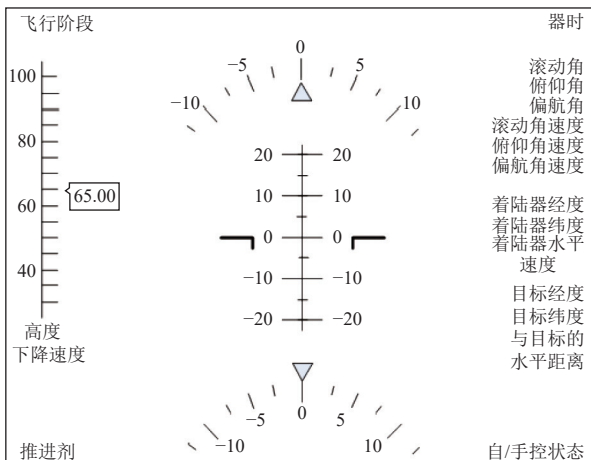 飞行阶段
器时
0
−5
5
−10
10
100
80
60
40
65.00
高度
下降速度
20
20
10
10
0
0
−10
−10
−20
−20
滚动角
俯仰角
偏航角
滚动角速度
俯仰角速度
偏航角速度
着陆器经度
着陆器纬度
着陆器水平
速度
目标经度
目标纬度
与目标的
水平距离
−5
0
5
−10
10
推进剂
自/手控状态